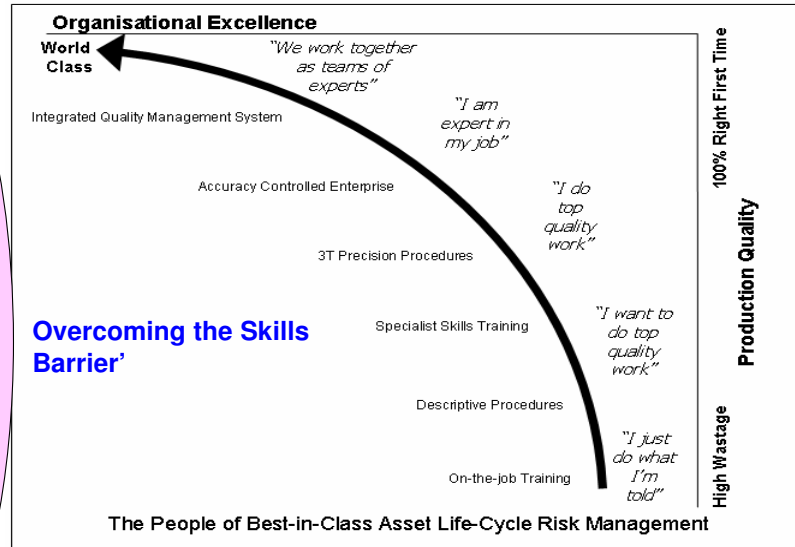 Organisational Excellence
World
Class
“We work together
as teams of
experts”
Integrated Quality Management System
“I am
expert in
my job”
Accuracy Controlled Enterprise
“I do
top
quality
work”
3T Precision Procedures
Overcoming the Skills
Barrier’
Specialist Skills Training
“I want to
do top
quality
work”
Descriptive Procedures
“I just
do what
I’m
told”
On-the-job Training
100% Right First Time
Production Quality
High Wastage
The People of Best-in-Class Asset Life-Cycle Risk Management